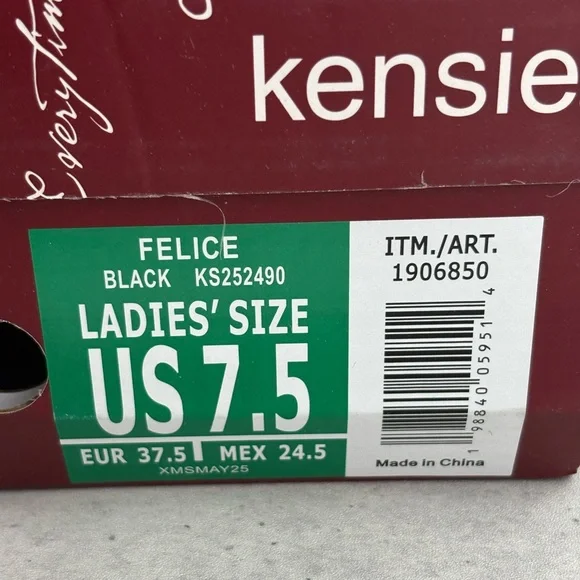 Everytim
kensie
FELICE
BLACK KS252490
LADIES' SIZE
US 7.5
EUR 37.5 MEX 24.5
XMSMAY25
ITM./ART.
1906850
1 98840 05951 4
Made in China